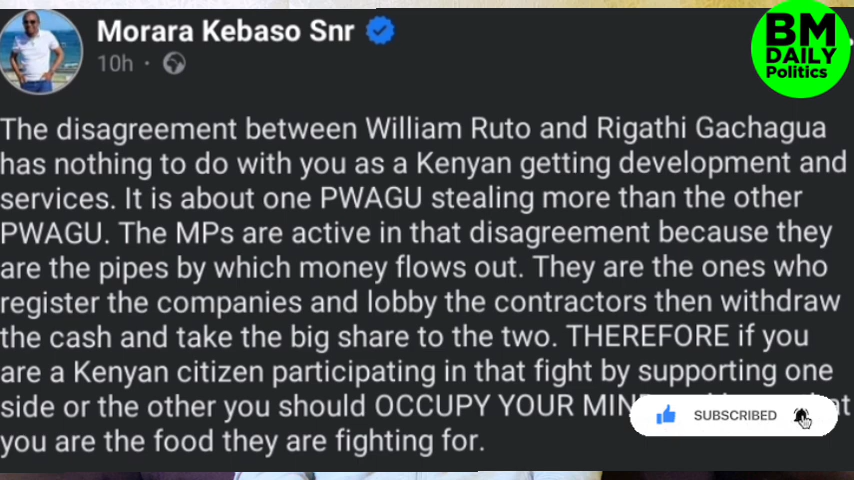 Morara Kebaso Snr
10h ·
BM
DAILY
Politics
The disagreement between William Ruto and Rigathi Gachagua
has nothing to do with you as a Kenyan getting development and
services. It is about one PWAGU stealing more than the other
PWAGU. The MPs are active in that disagreement because they
are the pipes by which money flows out. They are the ones who
register the companies and lobby the contractors then withdraw
the cash and take the big share to the two. THEREFORE if you
are a Kenyan citizen participating in that fight by supporting one
side or the other you should OCCUPY YOUR
SUBSCRIBED
you are the food they are fighting for.